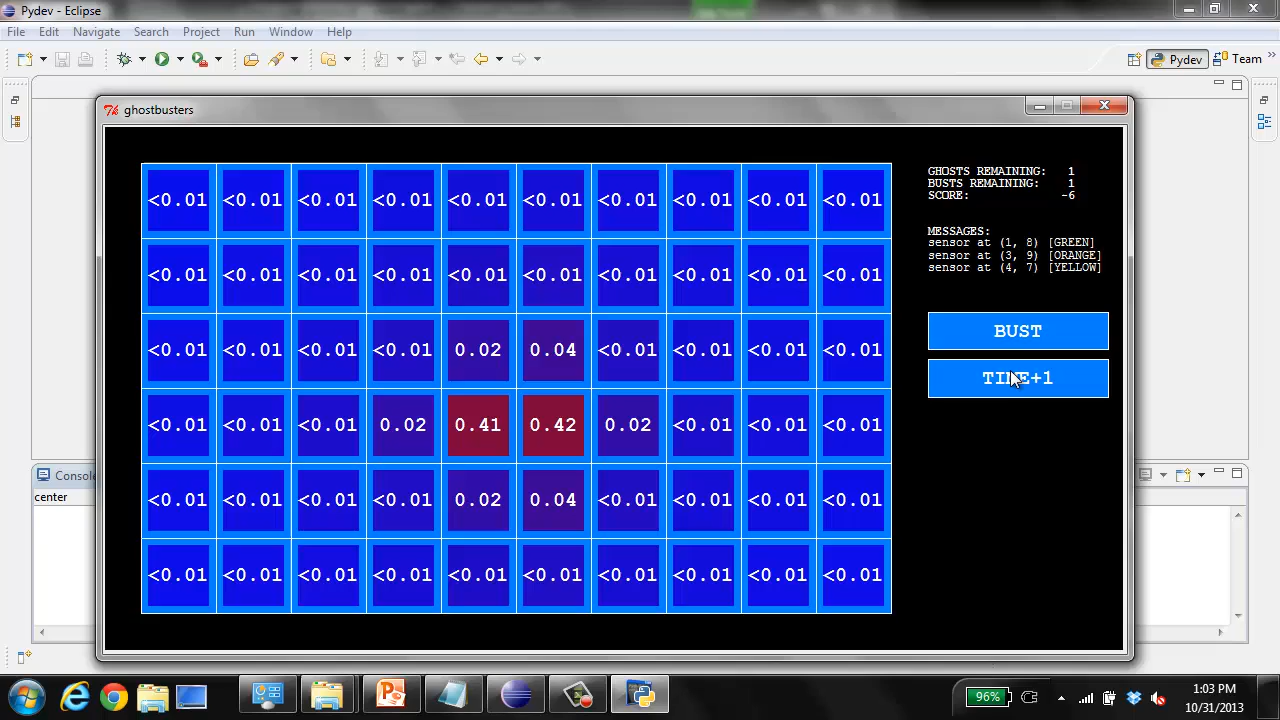 Pydev - Eclipse
File Edit Navigate Search Project Run Window Help
Pydev Team
ghostbusters
<0.01 <0.01 <0.01 <0.01 <0.01 <0.01 <0.01 <0.01 <0.01 <0.01
<0.01 <0.01 <0.01 <0.01 <0.01 <0.01 <0.01 <0.01 <0.01 <0.01
<0.01 <0.01 <0.01 <0.01 0.02 0.04 <0.01 <0.01 <0.01 <0.01
<0.01 <0.01 <0.01 0.02 0.41 0.42 0.02 <0.01 <0.01 <0.01
<0.01 <0.01 <0.01 <0.01 0.02 0.04 <0.01 <0.01 <0.01 <0.01
<0.01 <0.01 <0.01 <0.01 <0.01 <0.01 <0.01 <0.01 <0.01 <0.01
GHOSTS REMAINING: 1
BUSTS REMAINING: 1
SCORE: -6
MESSAGES:
sensor at (1, 8) [GREEN]
sensor at (3, 9) [ORANGE]
sensor at (4, 7) [YELLOW]
BUST
TIME+1
Console
center
96%
1:03 PM
10/31/2013